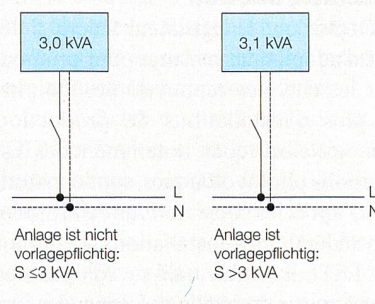 3,0 kVA
3,1 kVA
L
N
L
N
Anlage ist nicht
vorlagepflichtig:
S ≤3 kVA
Anlage ist
vorlagepflichtig:
S >3 kVA